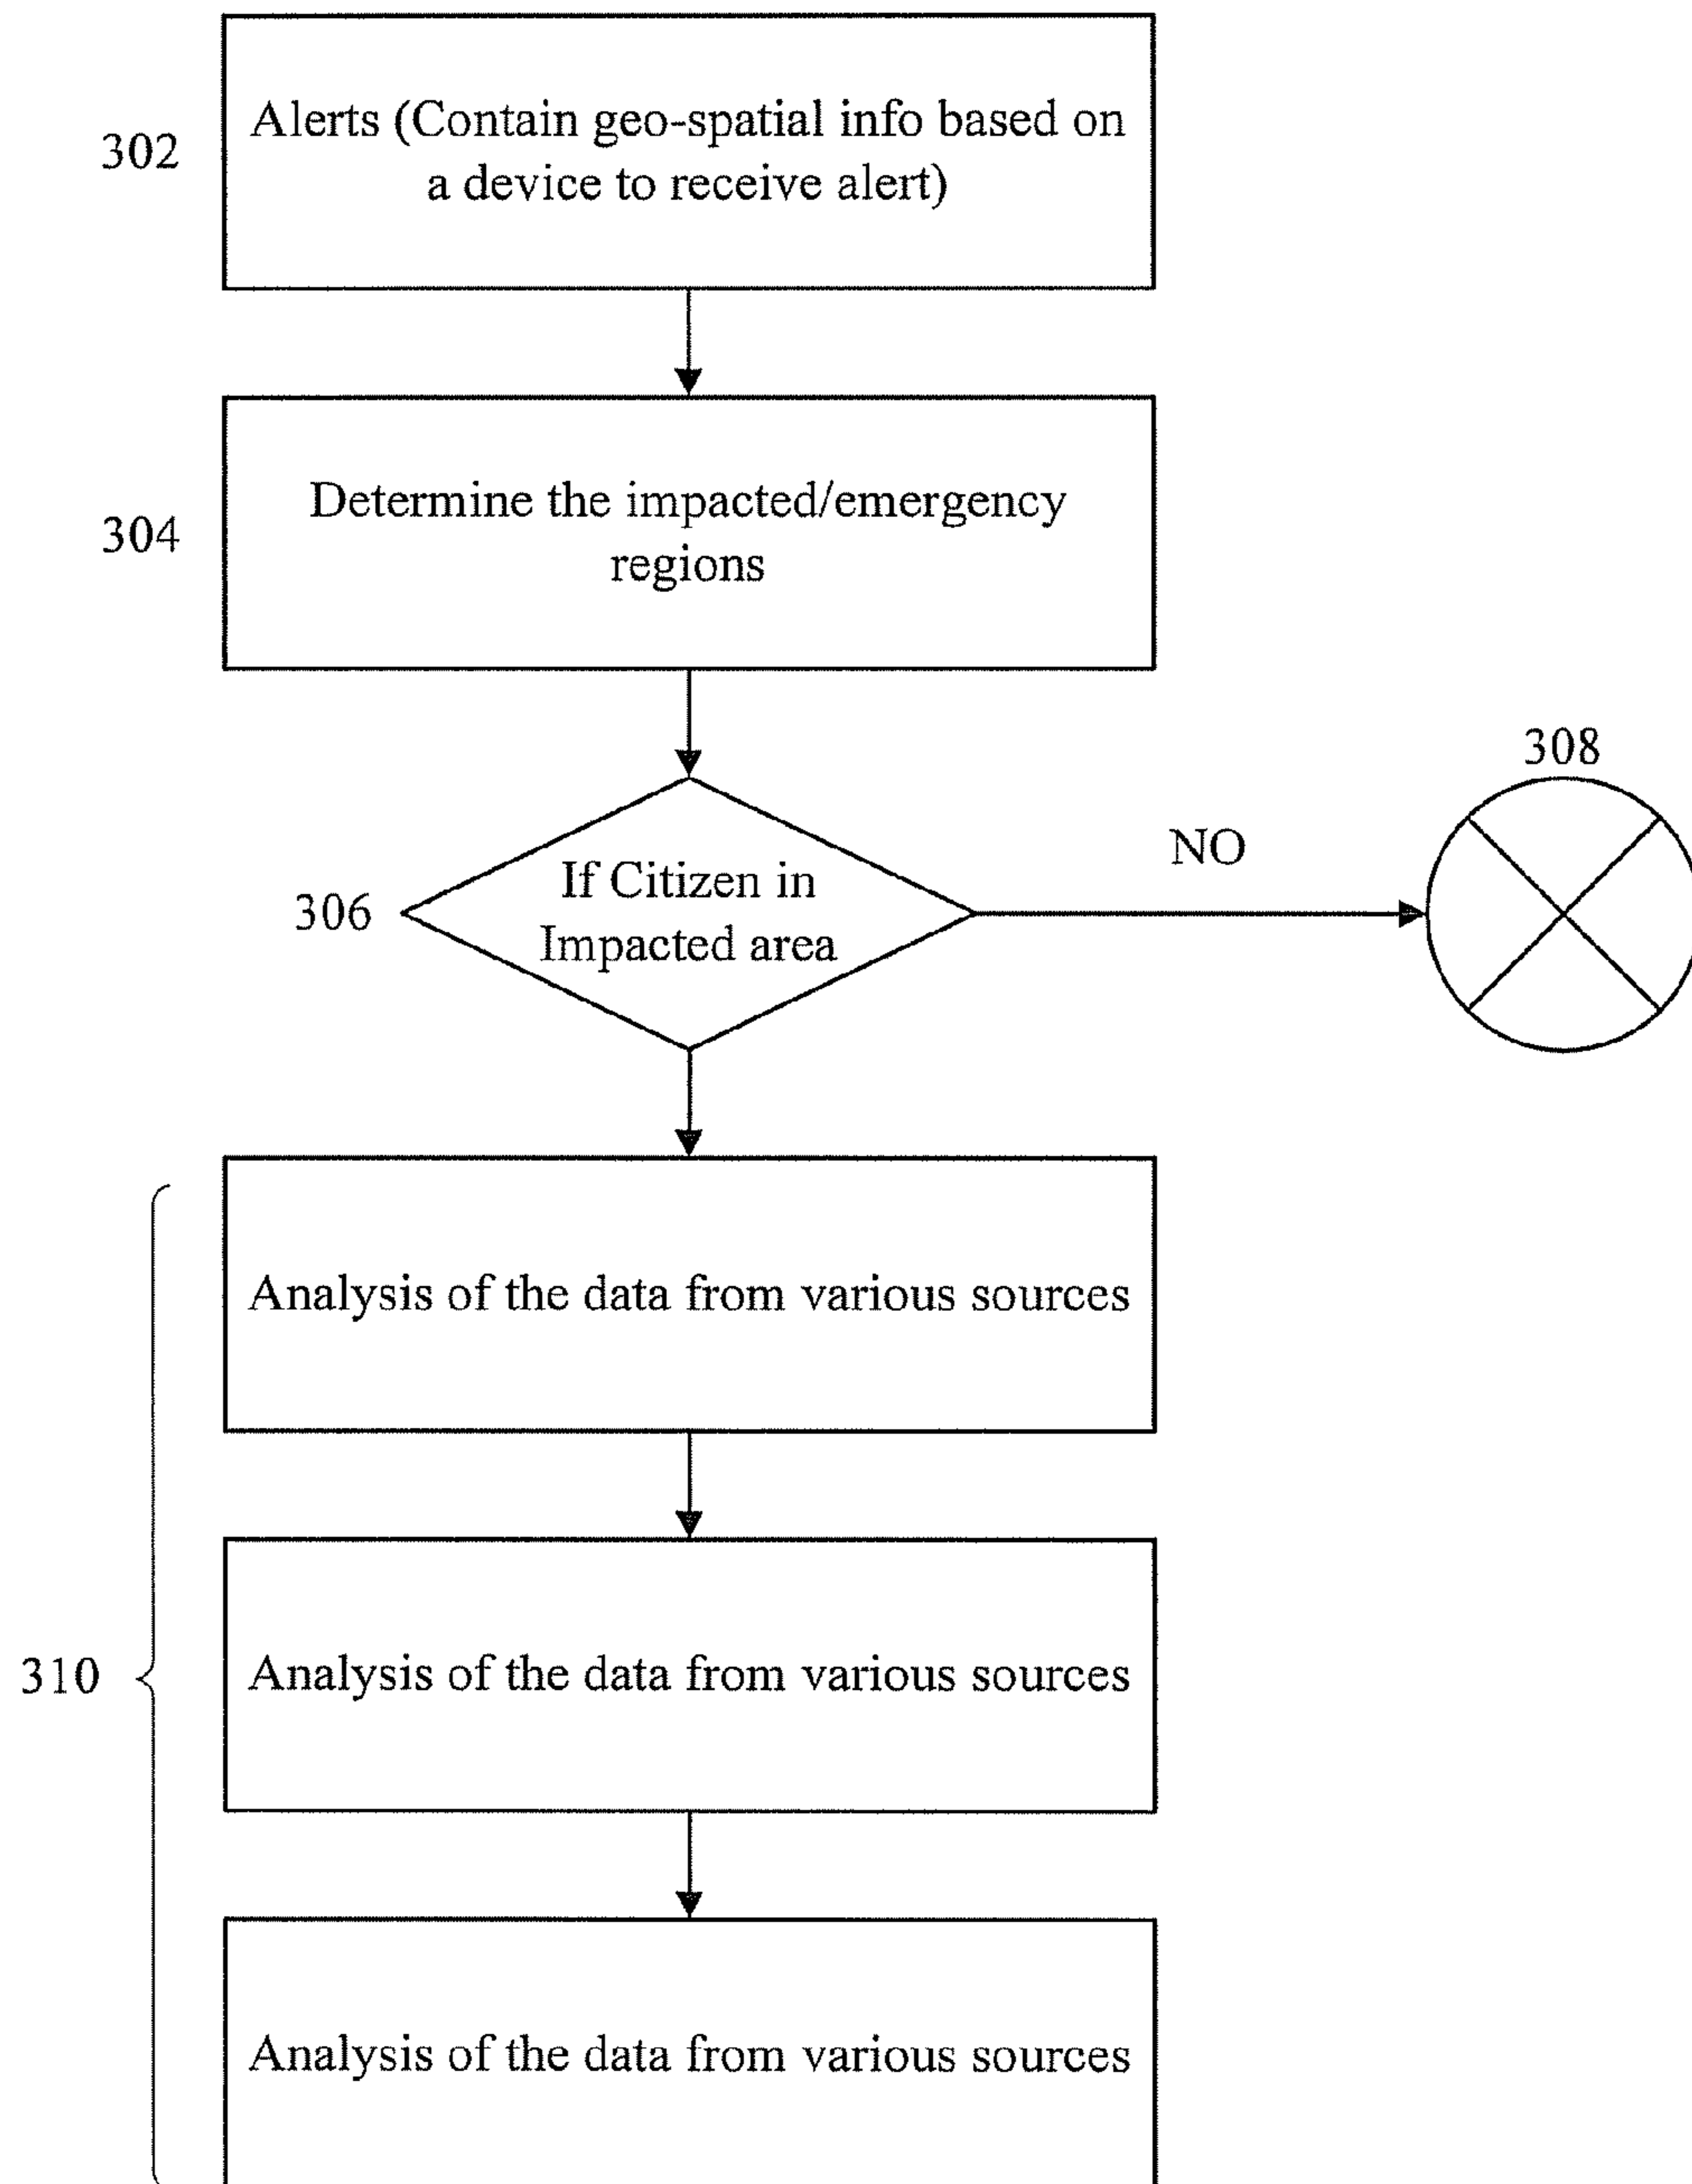 302
Alerts (Contain geo-spatial info based on
a device to receive alert)
304
Determine the impacted/emergency
regions
308
NO
306
If Citizen in
Impacted area
Analysis of the data from various sources
310
Analysis of the data from various sources
Analysis of the data from various sources